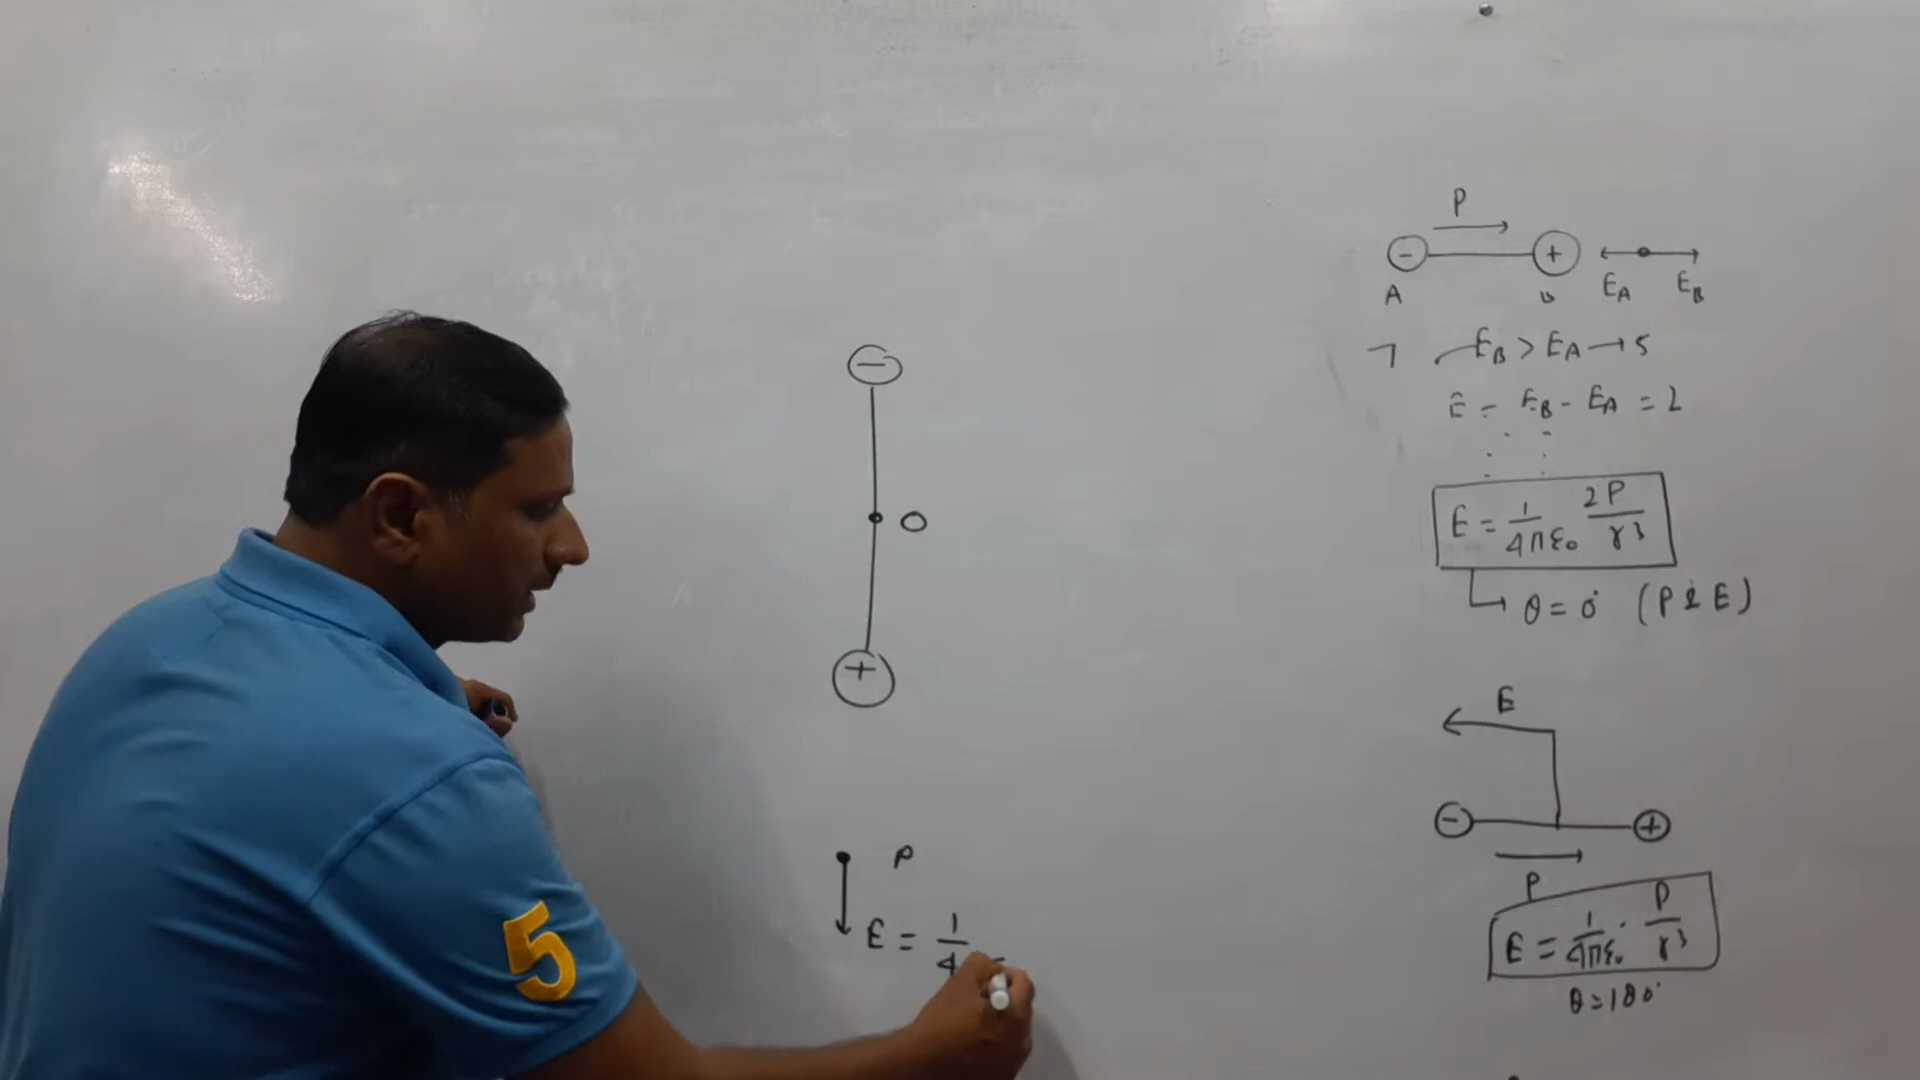 −
O
+
P
E = 1/4
5
P
− +
A B E_A E_B
E_B > E_A → 5
E = E_B - E_A = 2
E = 1/4πε₀ 2P/r³
θ = 0° (P & E)
E
− +
P
E = 1/4πε₀ · P/r³
θ = 180°